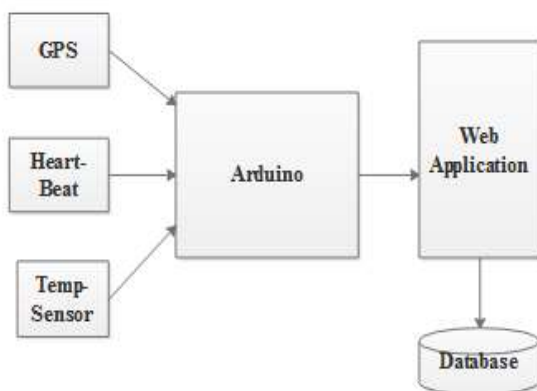 GPS
Heart-
Beat
Temp-
Sensor
Arduino
Web
Application
Database